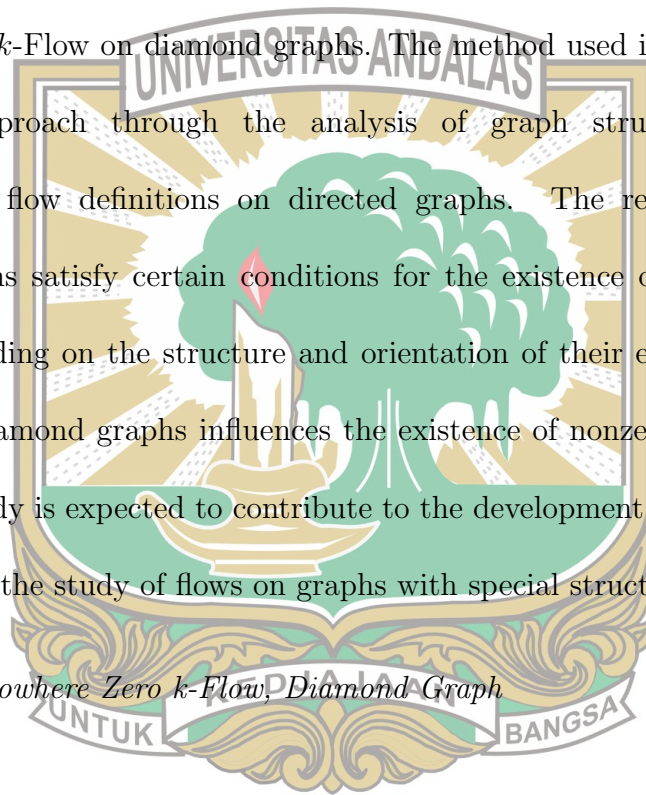 UNIVERSITAS ANDALAS
k-Flow on diamond graphs. The method used i
proach through the analysis of graph stru
flow definitions on directed graphs. The re
s satisfy certain conditions for the existence
ding on the structure and orientation of their e
amond graphs influences the existence of nonze
dy is expected to contribute to the development
the study of flows on graphs with special struct
owhere Zero k-Flow, Diamond Graph
UNTUK KEDJAJAAN BANGSA